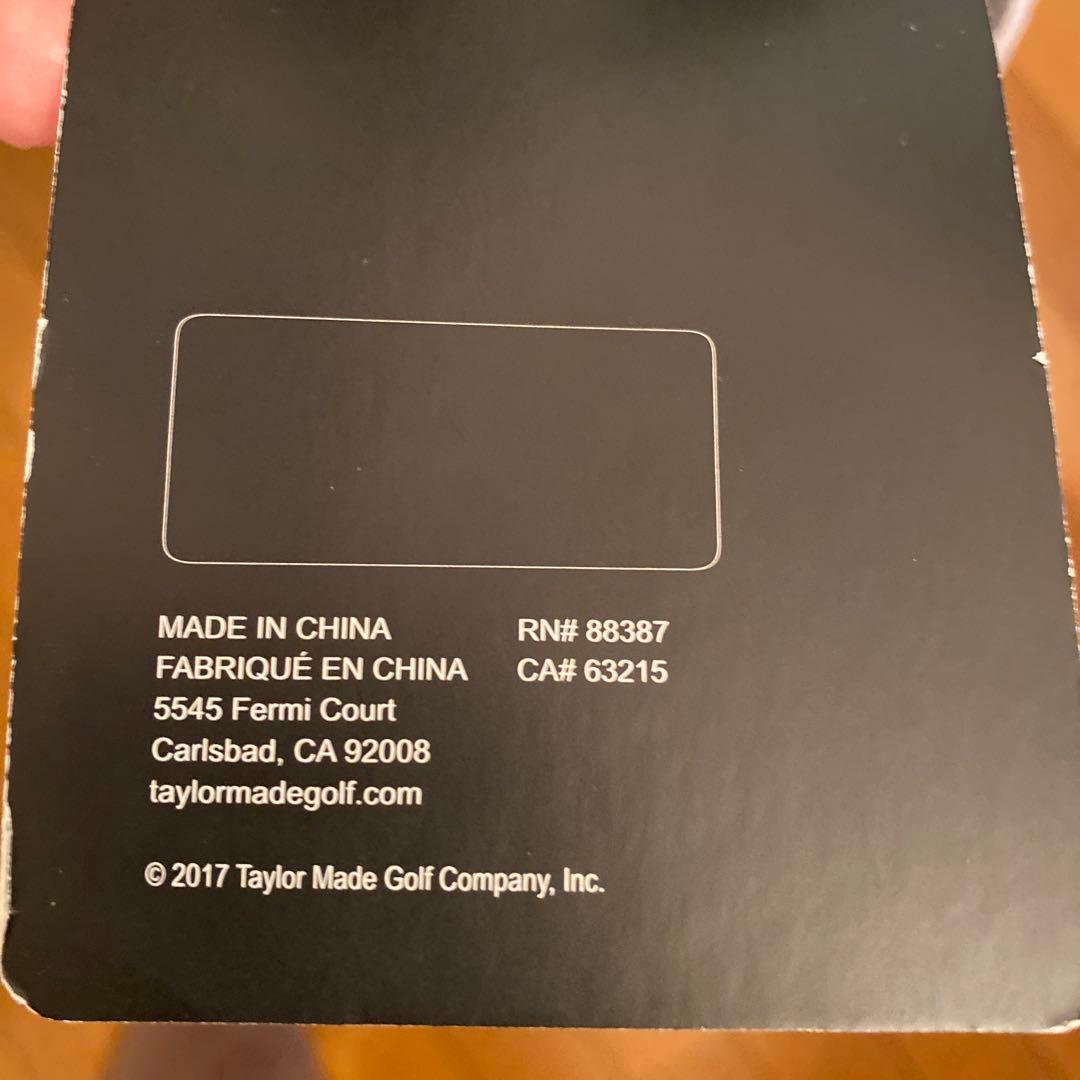 MADE IN CHINA RN# 88387
FABRIQUÉ EN CHINA CA# 63215
5545 Fermi Court
Carlsbad, CA 92008
taylormadegolf.com
© 2017 Taylor Made Golf Company, Inc.